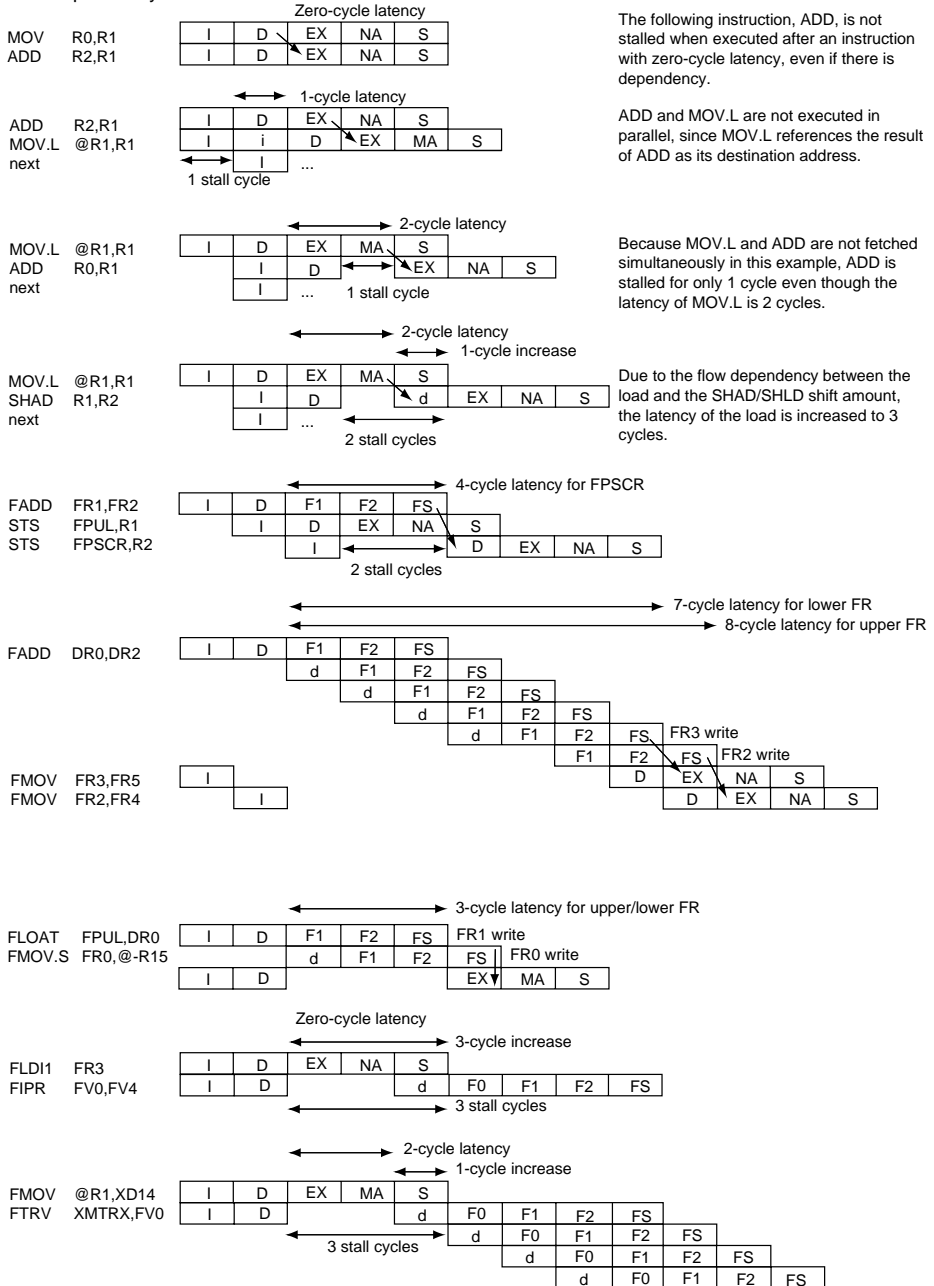 Zero-cycle latency
MOV R0,R1 I D EX NA S
ADD R2,R1 I D EX NA S
The following instruction, ADD, is not
stalled when executed after an instruction
with zero-cycle latency, even if there is
dependency.
1-cycle latency
ADD R2,R1 I D EX NA S
MOV.L @R1,R1 I i D EX MA S
next I ...
1 stall cycle
ADD and MOV.L are not executed in
parallel, since MOV.L references the result
of ADD as its destination address.
2-cycle latency
MOV.L @R1,R1 I D EX MA S
ADD R0,R1 I D EX NA S
next I ... 1 stall cycle
Because MOV.L and ADD are not fetched
simultaneously in this example, ADD is
stalled for only 1 cycle even though the
latency of MOV.L is 2 cycles.
2-cycle latency
1-cycle increase
MOV.L @R1,R1 I D EX MA S
SHAD R1,R2 I D d EX NA S
next I ...
2 stall cycles
Due to the flow dependency between the
load and the SHAD/SHLD shift amount,
the latency of the load is increased to 3
cycles.
4-cycle latency for FPSCR
FADD FR1,FR2 I D F1 F2 FS
STS FPUL,R1 I D EX NA S
STS FPSCR,R2 I D EX NA S
2 stall cycles
7-cycle latency for lower FR
8-cycle latency for upper FR
FADD DR0,DR2 I D F1 F2 FS
d F1 F2 FS
d F1 F2 FS
d F1 F2 FS
d F1 F2 FS FR3 write
F1 F2 FS FR2 write
FMOV FR3,FR5 I D EX NA S
FMOV FR2,FR4 I D EX NA S
3-cycle latency for upper/lower FR
FLOAT FPUL,DR0 I D F1 F2 FS FR1 write
FMOV.S FR0,@-R15 d F1 F2 FS FR0 write
I D EX MA S
Zero-cycle latency
3-cycle increase
FLDI1 FR3 I D EX NA S
FIPR FV0,FV4 I D d F0 F1 F2 FS
3 stall cycles
2-cycle latency
1-cycle increase
FMOV @R1,XD14 I D EX MA S
FTRV XMTRX,FV0 I D d F0 F1 F2 FS
3 stall cycles d F0 F1 F2 FS
d F0 F1 F2 FS
d F0 F1 F2 FS